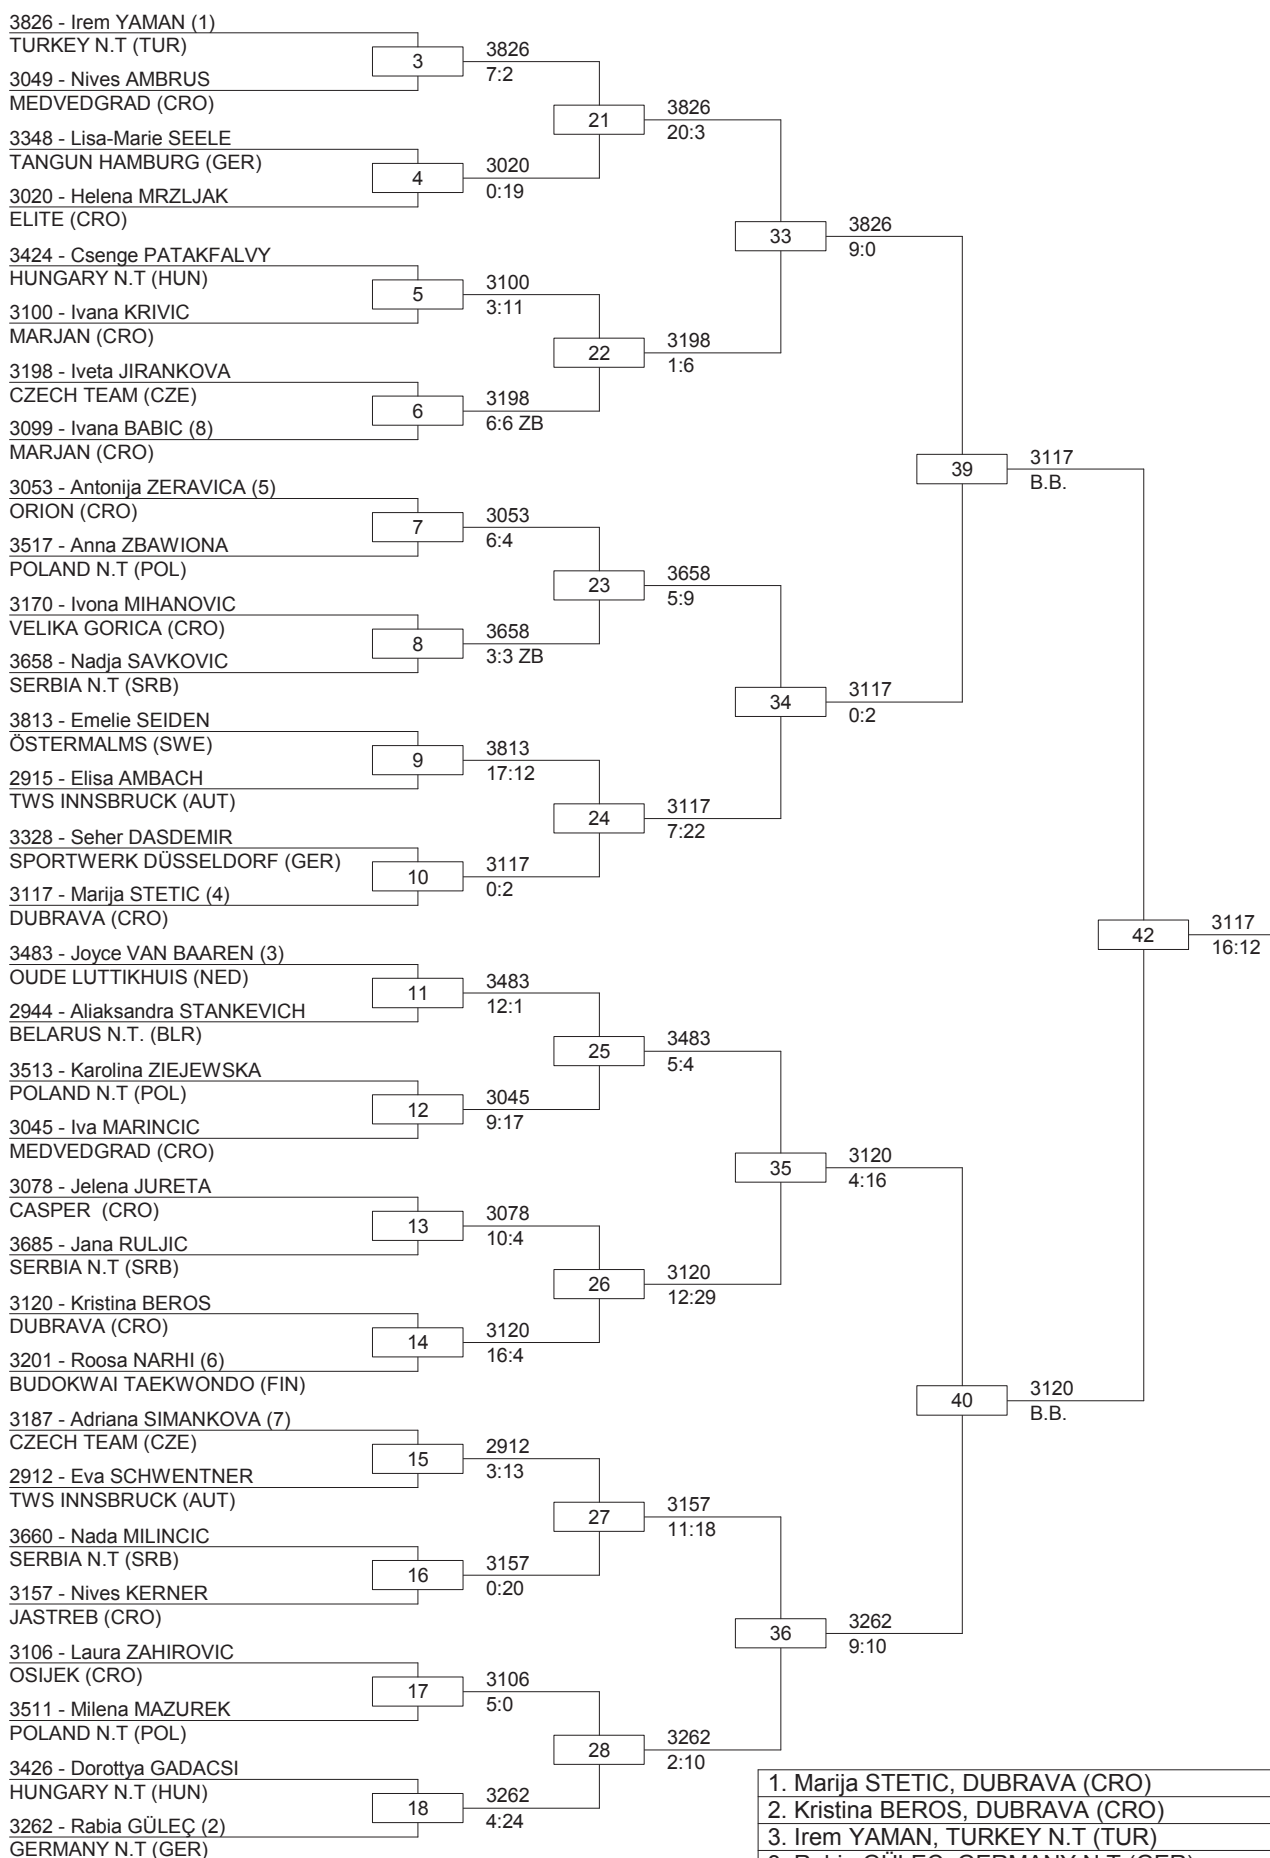 3826 - Irem YAMAN (1)
TURKEY N.T (TUR)
3049 - Nives AMBRUS
MEDVEDGRAD (CRO)
3348 - Lisa-Marie SEELE
TANGUN HAMBURG (GER)
3020 - Helena MRZLJAK
ELITE (CRO)
3424 - Csenge PATAKFALVY
HUNGARY N.T (HUN)
3100 - Ivana KRIVIC
MARJAN (CRO)
3198 - Iveta JIRANKOVA
CZECH TEAM (CZE)
3099 - Ivana BABIC (8)
MARJAN (CRO)
3053 - Antonija ZERAVICA (5)
ORION (CRO)
3517 - Anna ZBAWIONA
POLAND N.T (POL)
3170 - Ivona MIHANOVIC
VELIKA GORICA (CRO)
3658 - Nadja SAVKOVIC
SERBIA N.T (SRB)
3813 - Emelie SEIDEN
ÖSTERMALMS (SWE)
2915 - Elisa AMBACH
TWS INNSBRUCK (AUT)
3328 - Seher DASDEMIR
SPORTWERK DÜSSELDORF (GER)
3117 - Marija STETIC (4)
DUBRAVA (CRO)
3483 - Joyce VAN BAAREN (3)
OUDE LUTTIKHUIS (NED)
2944 - Aliaksandra STANKEVICH
BELARUS N.T. (BLR)
3513 - Karolina ZIEJEWSKA
POLAND N.T (POL)
3045 - Iva MARINCIC
MEDVEDGRAD (CRO)
3078 - Jelena JURETA
CASPER (CRO)
3685 - Jana RULJIC
SERBIA N.T (SRB)
3120 - Kristina BEROS
DUBRAVA (CRO)
3201 - Roosa NARHI (6)
BUDOKWAI TAEKWONDO (FIN)
3187 - Adriana SIMANKOVA (7)
CZECH TEAM (CZE)
2912 - Eva SCHWENTNER
TWS INNSBRUCK (AUT)
3660 - Nada MILINCIC
SERBIA N.T (SRB)
3157 - Nives KERNER
JASTREB (CRO)
3106 - Laura ZAHIROVIC
OSIJEK (CRO)
3511 - Milena MAZUREK
POLAND N.T (POL)
3426 - Dorottya GADACSI
HUNGARY N.T (HUN)
3262 - Rabia GÜLEÇ (2)
GERMANY N.T (GER)
3
3826
7:2
4
3020
0:19
5
3100
3:11
6
3198
6:6 ZB
7
3053
6:4
8
3658
3:3 ZB
9
3813
17:12
10
3117
0:2
11
3483
12:1
12
3045
9:17
13
3078
10:4
14
3120
16:4
15
2912
3:13
16
3157
0:20
17
3106
5:0
18
3262
4:24
21
3826
20:3
22
3198
1:6
23
3658
5:9
24
3117
7:22
25
3483
5:4
26
3120
12:29
27
3157
11:18
28
3262
2:10
33
3826
9:0
34
3117
0:2
35
3120
4:16
36
3262
9:10
39
3117
B.B.
40
3120
B.B.
42
3117
16:12
1. Marija STETIC, DUBRAVA (CRO)
2. Kristina BEROS, DUBRAVA (CRO)
3. Irem YAMAN, TURKEY N.T (TUR)
3. Rabia GÜLEÇ, GERMANY N.T (GER)